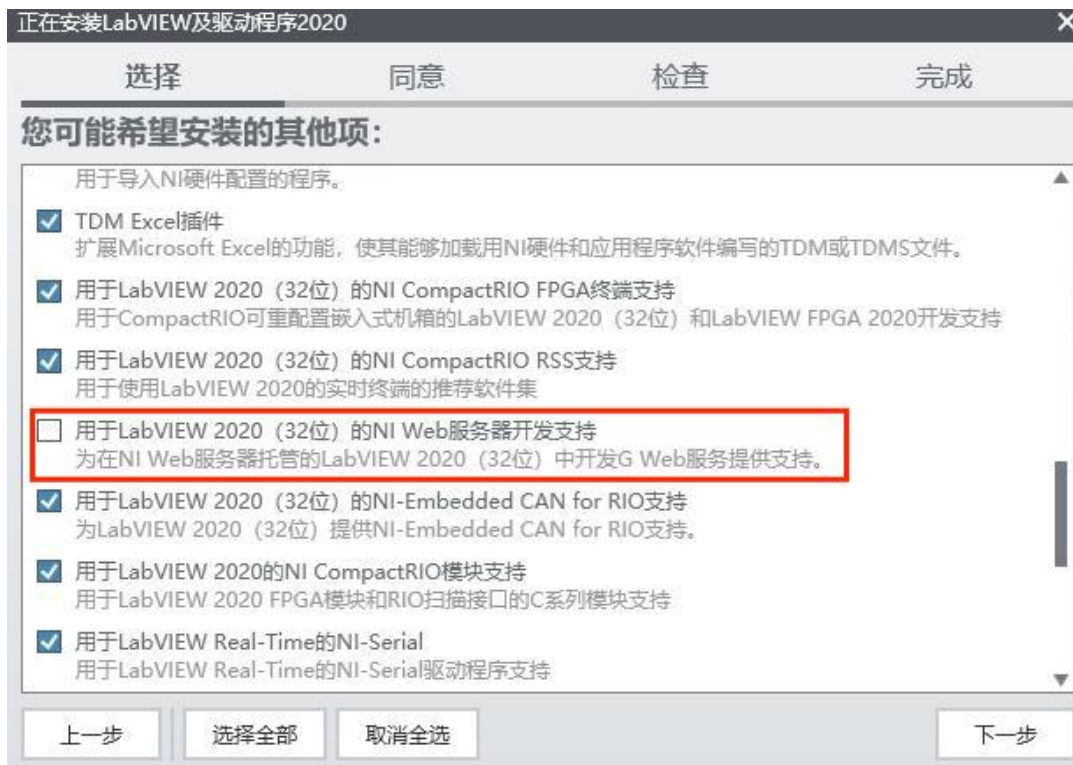 正在安装LabVIEW及驱动程序2020
选择 同意 检查 完成
您可能希望安装的其他项：
用于导入NI硬件配置的程序。
TDM Excel插件
扩展Microsoft Excel的功能，使其能够加载用NI硬件和应用程序软件编写的TDM或TDMS文件。
用于LabVIEW 2020（32位）的NI CompactRIO FPGA终端支持
用于CompactRIO可重配置嵌入式机箱的LabVIEW 2020（32位）和LabVIEW FPGA 2020开发支持
用于LabVIEW 2020（32位）的NI CompactRIO RSS支持
用于使用LabVIEW 2020的实时终端的推荐软件集
用于LabVIEW 2020（32位）的NI Web服务器开发支持
为在NI Web服务器托管的LabVIEW 2020（32位）中开发G Web服务提供支持。
用于LabVIEW 2020（32位）的NI-Embedded CAN for RIO支持
为LabVIEW 2020（32位）提供NI-Embedded CAN for RIO支持。
用于LabVIEW 2020的NI CompactRIO模块支持
用于LabVIEW 2020 FPGA模块和RIO扫描接口的C系列模块支持
用于LabVIEW Real-Time的NI-Serial
用于LabVIEW Real-Time的NI-Serial驱动程序支持
上一步 选择全部 取消全选 下一步